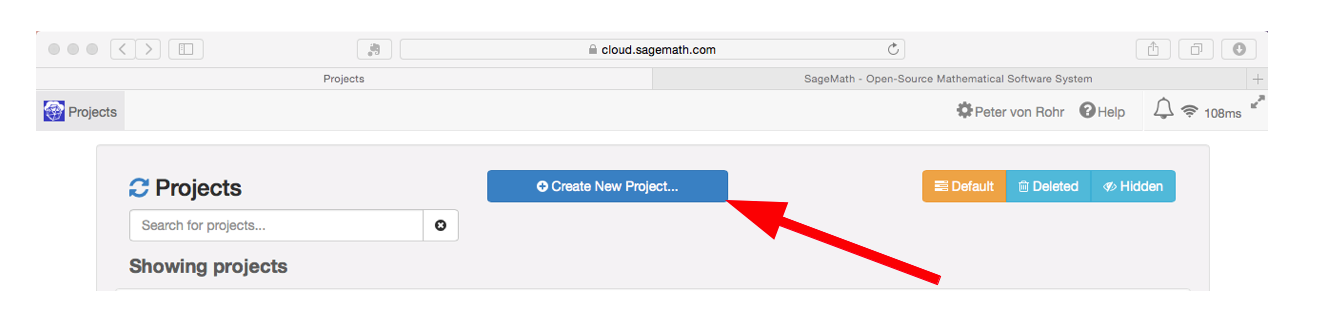 cloud.sagemath.com
Projects
SageMath - Open-Source Mathematical Software System
Projects
Peter von Rohr
Help
108ms
Projects
Create New Project...
Default
Deleted
Hidden
Search for projects...
Showing projects